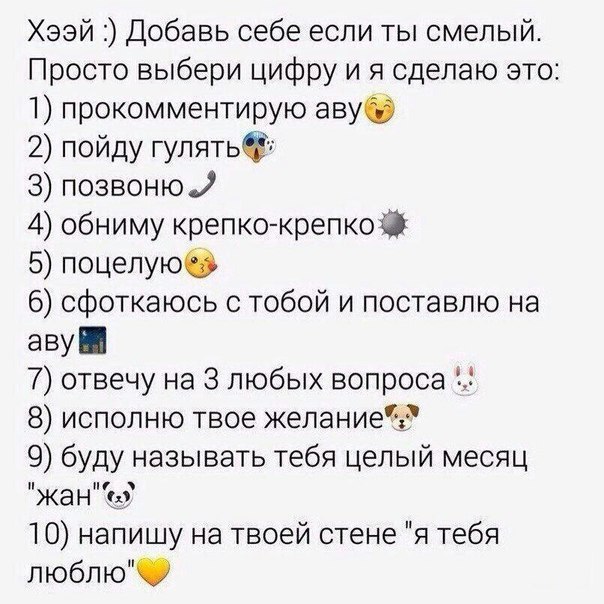 Хээй :) Добавь себе если ты смелый.
Просто выбери цифру и я сделаю это:
1) прокомментирую аву😄
2) пойду гулять😱
3) позвоню📞
4) обниму крепко-крепко
5) поцелую😘
6) сфоткаюсь с тобой и поставлю на
аву🌃
7) отвечу на 3 любых вопроса🐰
8) исполню твое желание🐶
9) буду называть тебя целый месяц
"жан"🐼
10) напишу на твоей стене "я тебя
люблю"💛